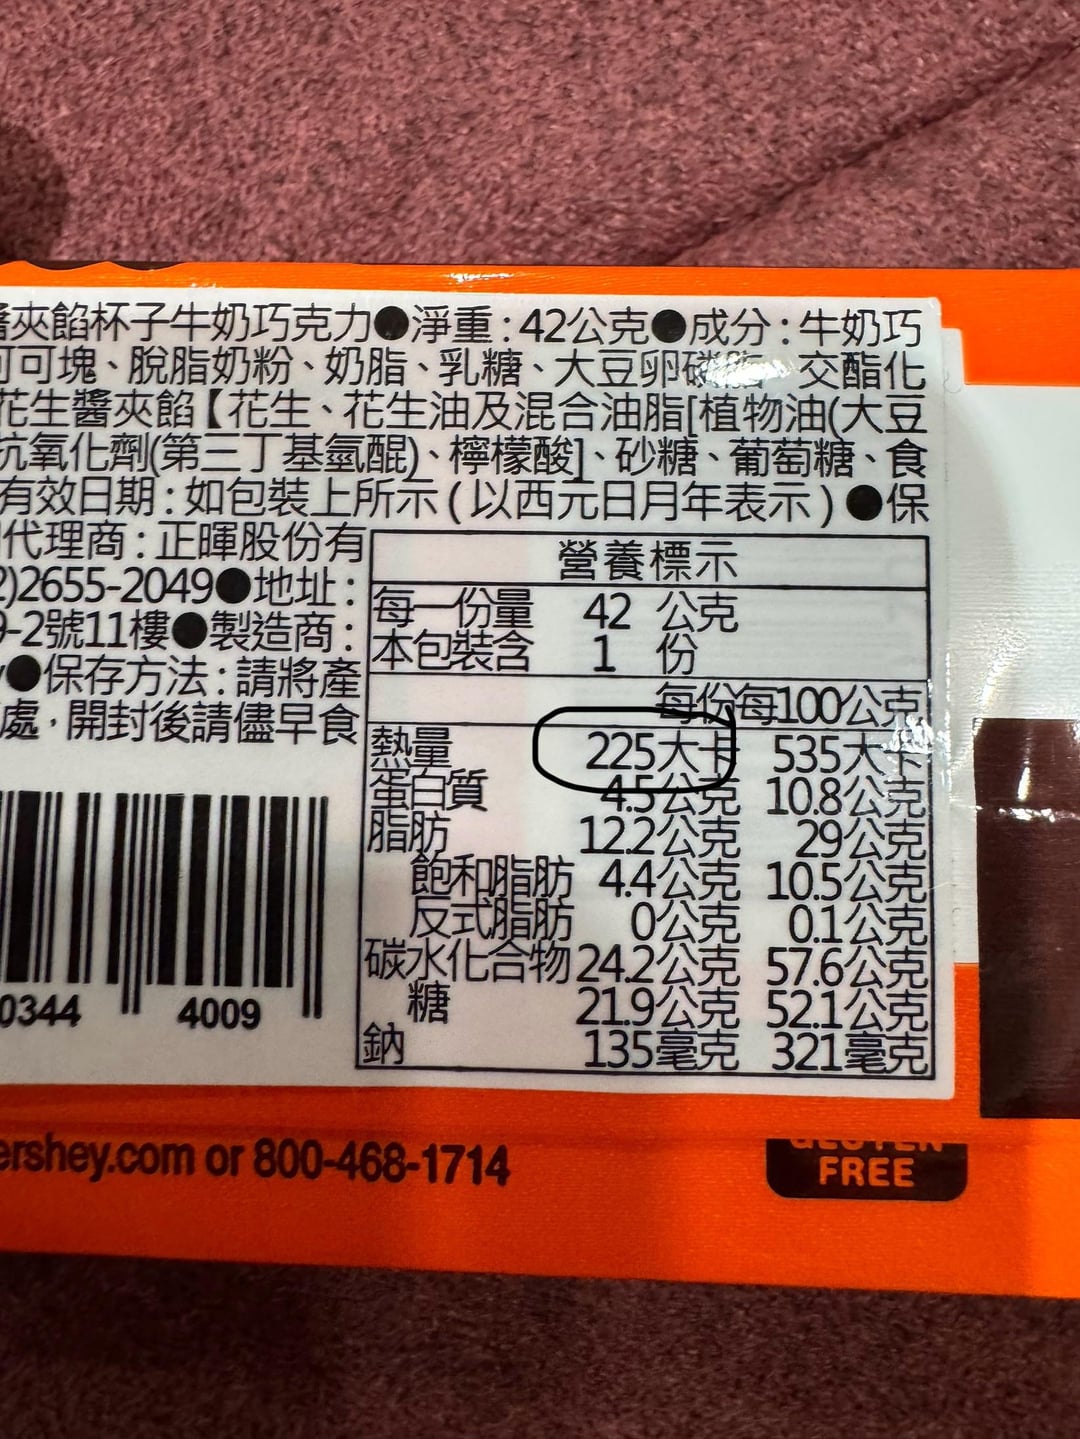 醬夾餡杯子牛奶巧克力●淨重:42公克●成分:牛奶巧
可可塊、脫脂奶粉、奶脂、乳糖、大豆卵磷 交酯化
花生醬夾餡【花生、花生油及混合油脂[植物油(大豆
抗氧化劑(第三丁基氫醌)、檸檬酸]、砂糖、葡萄糖、食
有效日期:如包裝上所示(以西元日月年表示)●保
代理商:正暉股份有
2)2655-2049●地址:
9-2號11樓●製造商:
y●保存方法:請將產
處,開封後請儘早食
營養標示
每一份量 42 公克
本包裝含 1 份
每份 每100公克
熱量 225大卡 535大卡
蛋白質 4.5公克 10.8公克
脂肪 12.2公克 29公克
飽和脂肪 4.4公克 10.5公克
反式脂肪 0公克 0.1公克
碳水化合物 24.2公克 57.6公克
糖 21.9公克 52.1公克
鈉 135毫克 321毫克
0344 4009
ershey.com or 800-468-1714
GLUTEN
FREE